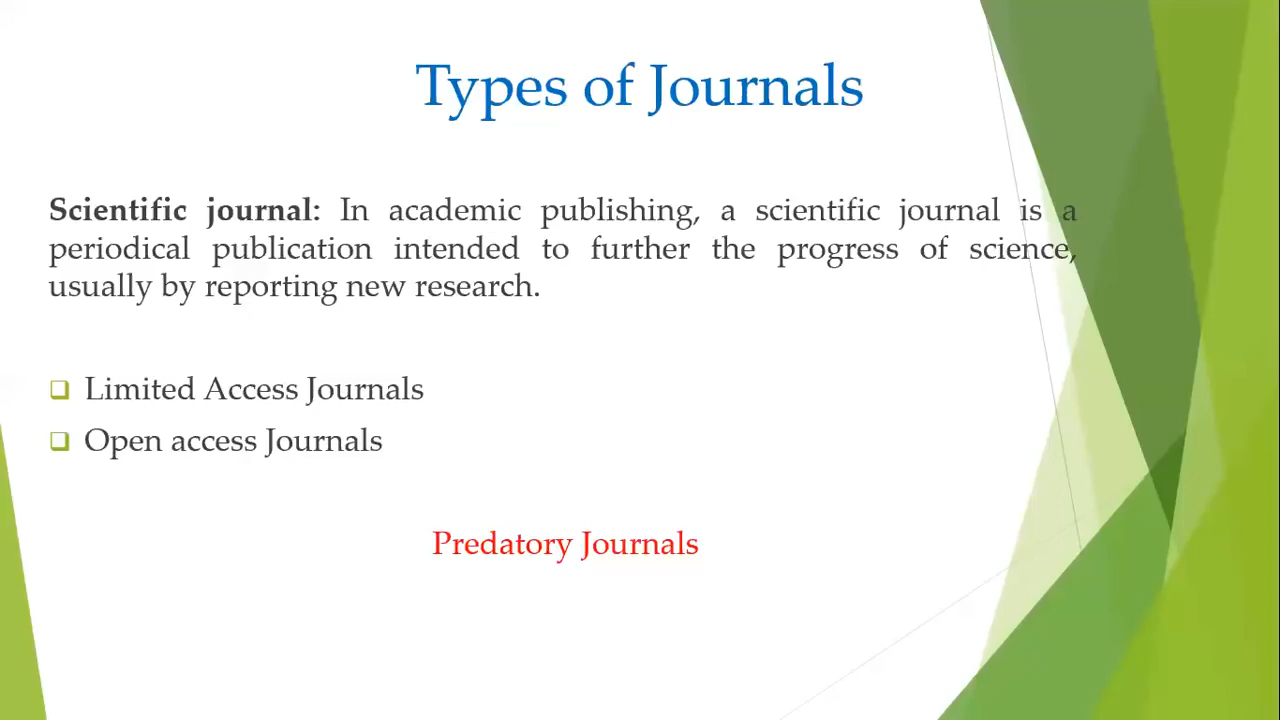 Types of Journals
Scientific journal: In academic publishing, a scientific journal is a
periodical publication intended to further the progress of science,
usually by reporting new research.
Limited Access Journals
Open access Journals
Predatory Journals